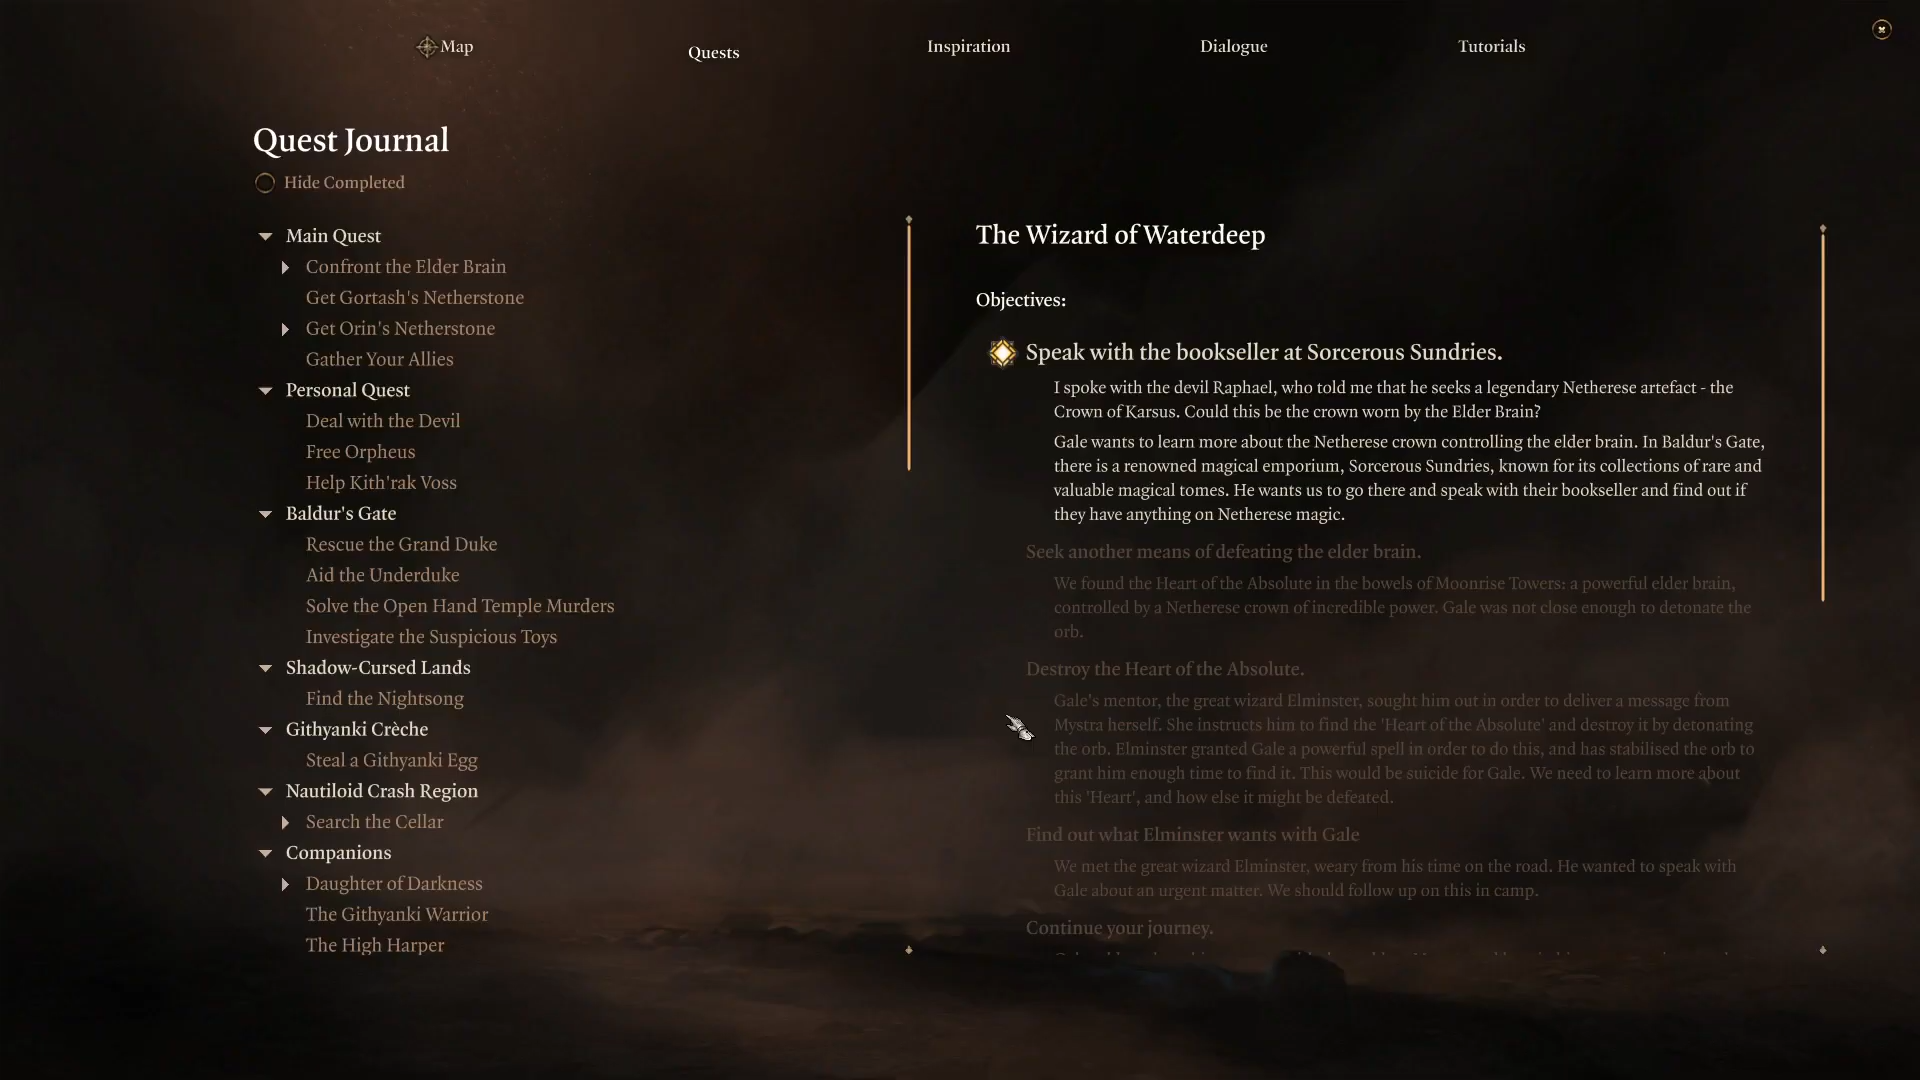 Map
Quests
Inspiration
Dialogue
Tutorials
Quest Journal
Hide Completed
Main Quest
Confront the Elder Brain
Get Gortash's Netherstone
Get Orin's Netherstone
Gather Your Allies
Personal Quest
Deal with the Devil
Free Orpheus
Help Kith'rak Voss
Baldur's Gate
Rescue the Grand Duke
Aid the Underduke
Solve the Open Hand Temple Murders
Investigate the Suspicious Toys
Shadow-Cursed Lands
Find the Nightsong
Githyanki Crèche
Steal a Githyanki Egg
Nautiloid Crash Region
Search the Cellar
Companions
Daughter of Darkness
The Githyanki Warrior
The High Harper
The Wizard of Waterdeep
Objectives:
Speak with the bookseller at Sorcerous Sundries.
I spoke with the devil Raphael, who told me that he seeks a legendary Netherese artefact - the
Crown of Karsus. Could this be the crown worn by the Elder Brain?
Gale wants to learn more about the Netherese crown controlling the elder brain. In Baldur's Gate,
there is a renowned magical emporium, Sorcerous Sundries, known for its collections of rare and
valuable magical tomes. He wants us to go there and speak with their bookseller and find out if
they have anything on Netherese magic.
Seek another means of defeating the elder brain.
We found the Heart of the Absolute in the bowels of Moonrise Towers: a powerful elder brain,
controlled by a Netherese crown of incredible power. Gale was not close enough to detonate the
orb.
Destroy the Heart of the Absolute.
Gale's mentor, the great wizard Elminster, sought him out in order to deliver a message from
Mystra herself. She instructs him to find the 'Heart of the Absolute' and destroy it by detonating
the orb. Elminster granted Gale a powerful spell in order to do this, and has stabilised the orb to
grant him enough time to find it. This would be suicide for Gale. We need to learn more about
this 'Heart', and how else it might be defeated.
Find out what Elminster wants with Gale
We met the great wizard Elminster, weary from his time on the road. He wanted to speak with
Gale about an urgent matter. We should follow up on this in camp.
Continue your journey.